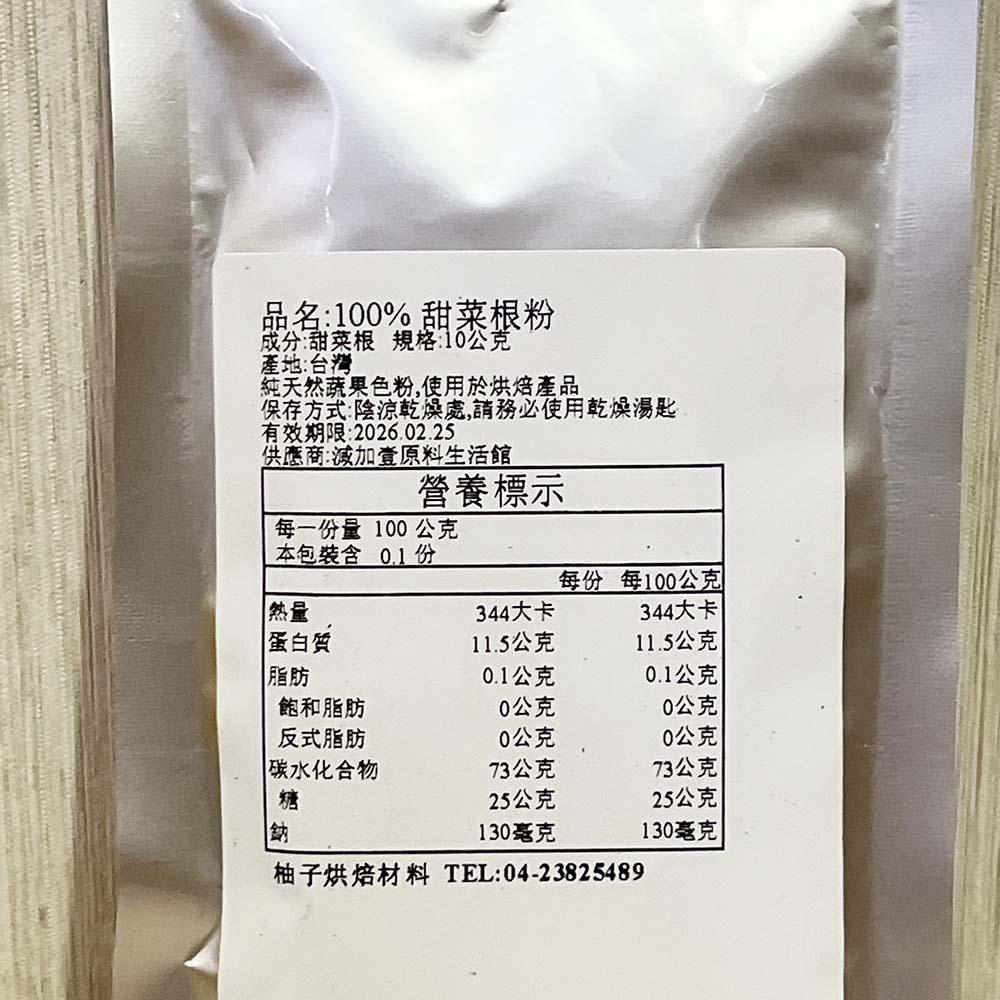 品名:100% 甜菜根粉
成分:甜菜根 規格:10公克
產地:台灣
純天然蔬果色粉,使用於烘焙產品
保存方式:陰涼乾燥處,請務必使用乾燥湯匙
有效期限:2026.02.25
供應商:減加壹原料生活館
營養標示
每一份量 100 公克
本包裝含 0.1 份
每份 每100公克
熱量 344大卡 344大卡
蛋白質 11.5公克 11.5公克
脂肪 0.1公克 0.1公克
飽和脂肪 0公克 0公克
反式脂肪 0公克 0公克
碳水化合物 73公克 73公克
糖 25公克 25公克
鈉 130毫克 130毫克
柚子烘焙材料 TEL:04-23825489